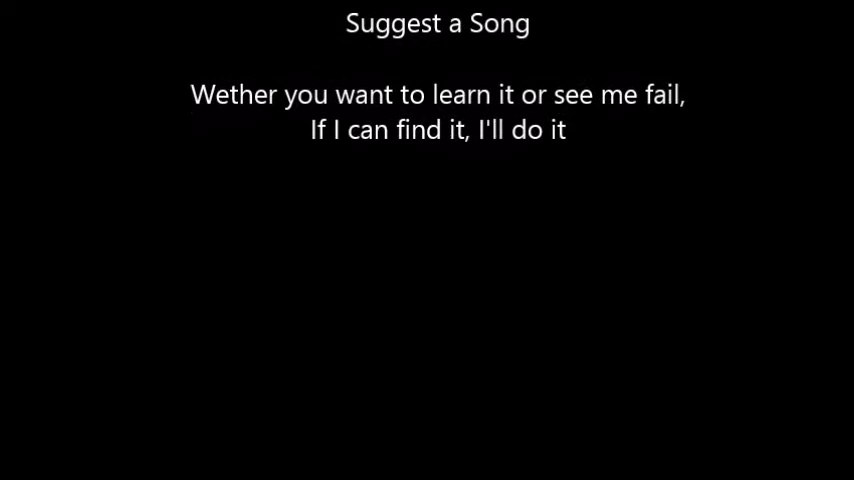 Suggest a Song
Wether you want to learn it or see me fail,
If I can find it, I'll do it